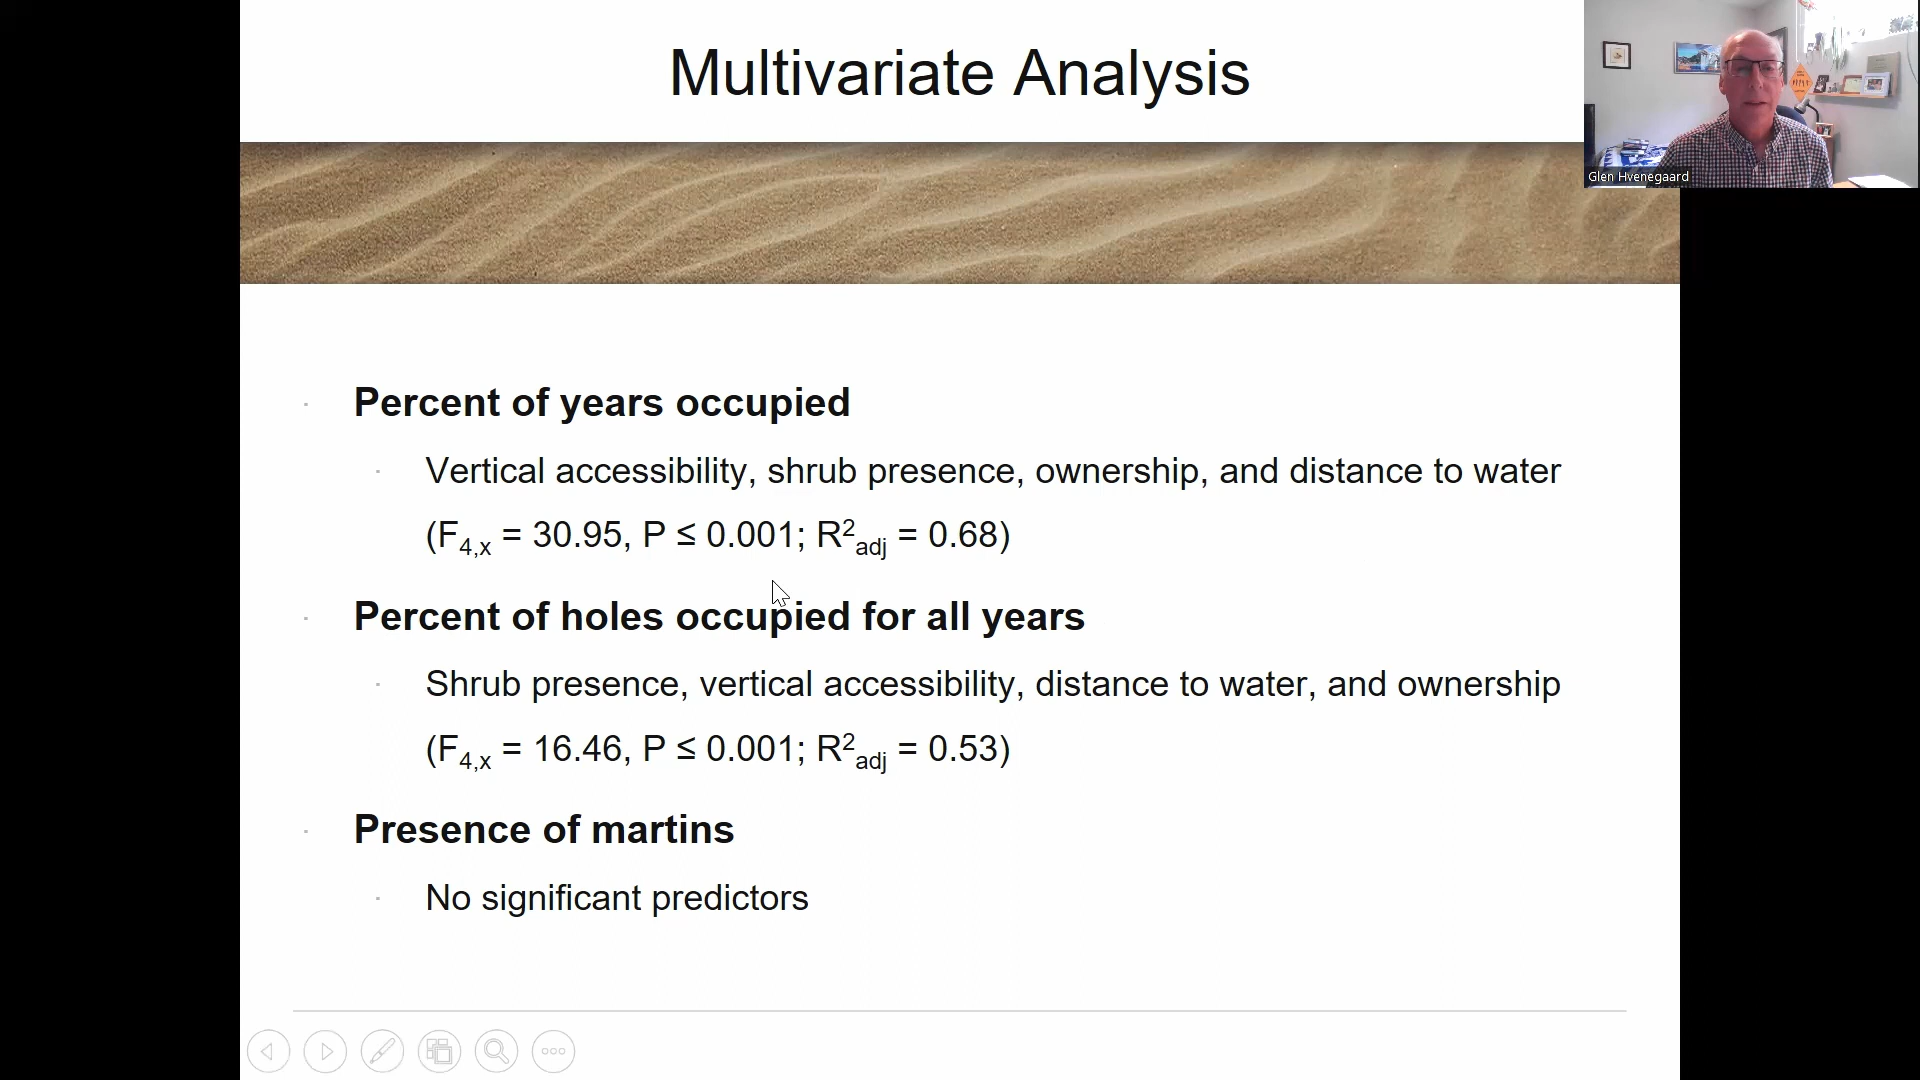 Multivariate Analysis
Glen Hvenegaard
· Percent of years occupied
· Vertical accessibility, shrub presence, ownership, and distance to water
(F4,x = 30.95, P ≤ 0.001; R²adj = 0.68)
· Percent of holes occupied for all years
· Shrub presence, vertical accessibility, distance to water, and ownership
(F4,x = 16.46, P ≤ 0.001; R²adj = 0.53)
· Presence of martins
· No significant predictors